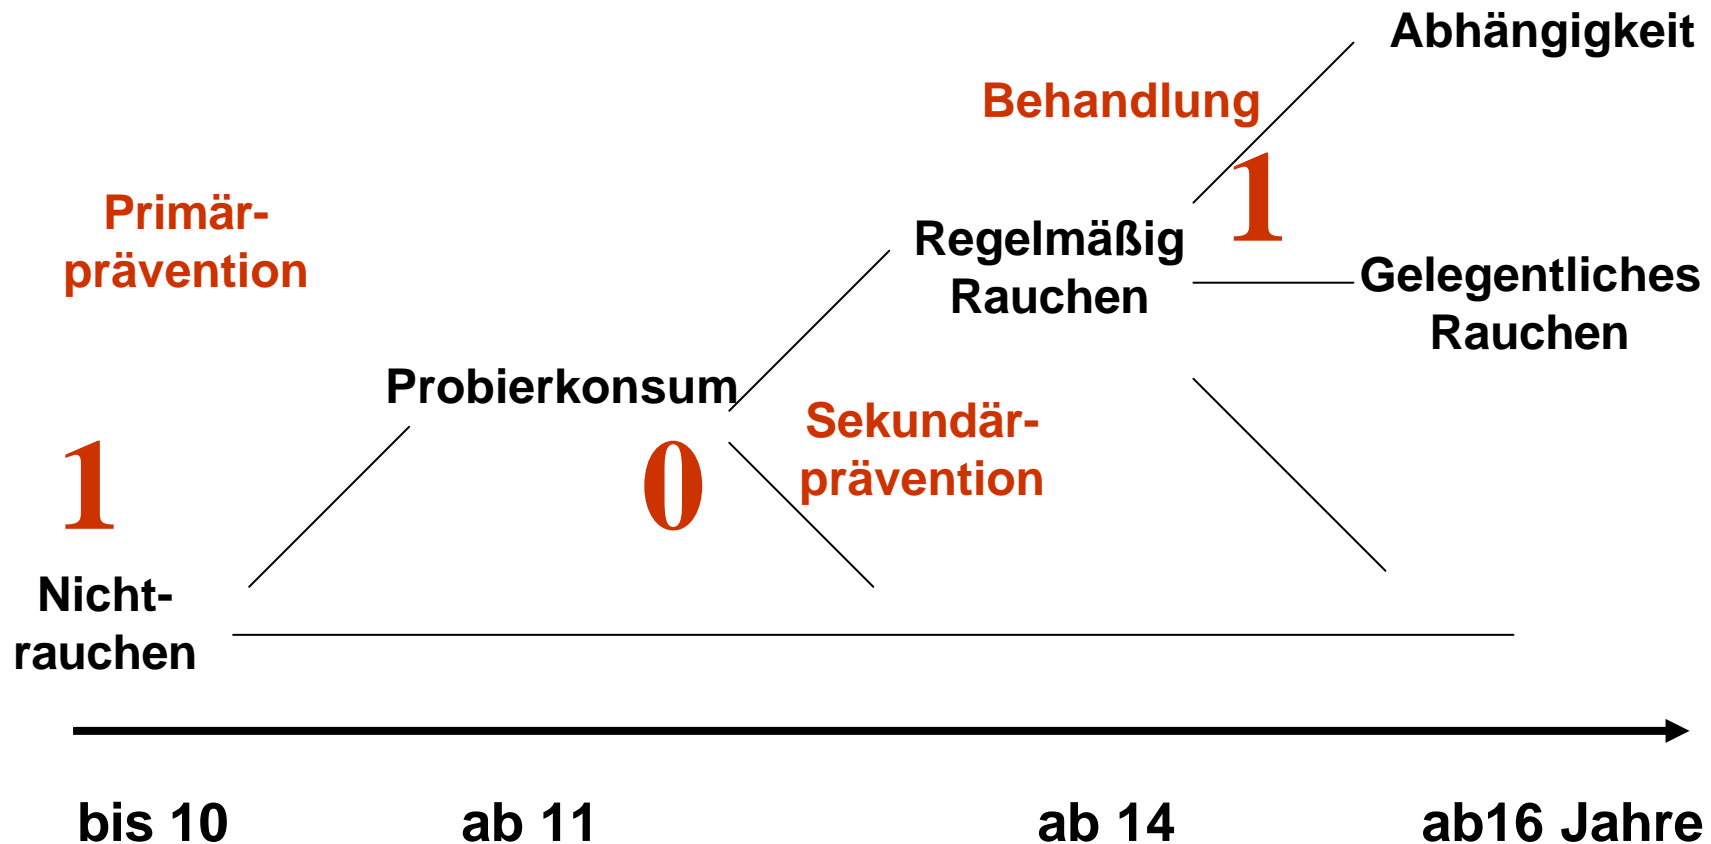 Abhängigkeit
Behandlung
1
Primär-
prävention
Regelmäßig
Rauchen
Gelegentliches
Rauchen
Probierkonsum
Sekundär-
prävention
1
0
Nicht-
rauchen
bis 10
ab 11
ab 14
ab16 Jahre